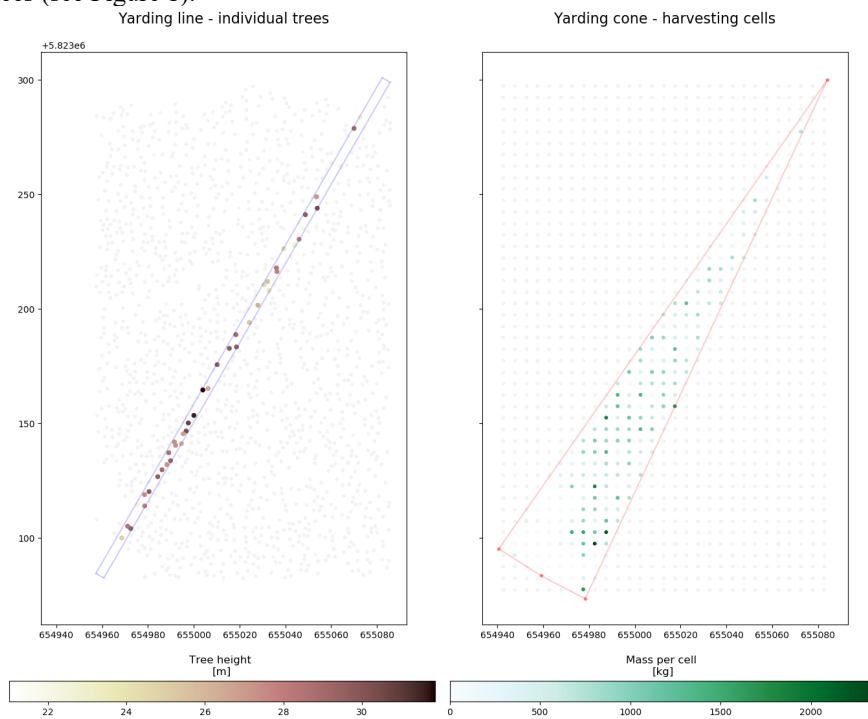 (see Figure
Yarding line - individual trees
+5.823e6
300
250
200
150
100
654940 654960 654980 655000 655020 655040 655060 655080
Tree height
[m]
22 24 26 28 30
Yarding cone - harvesting cells
654940 654960 654980 655000 655020 655040 655060 655080
Mass per cell
[kg]
0 500 1000 1500 2000